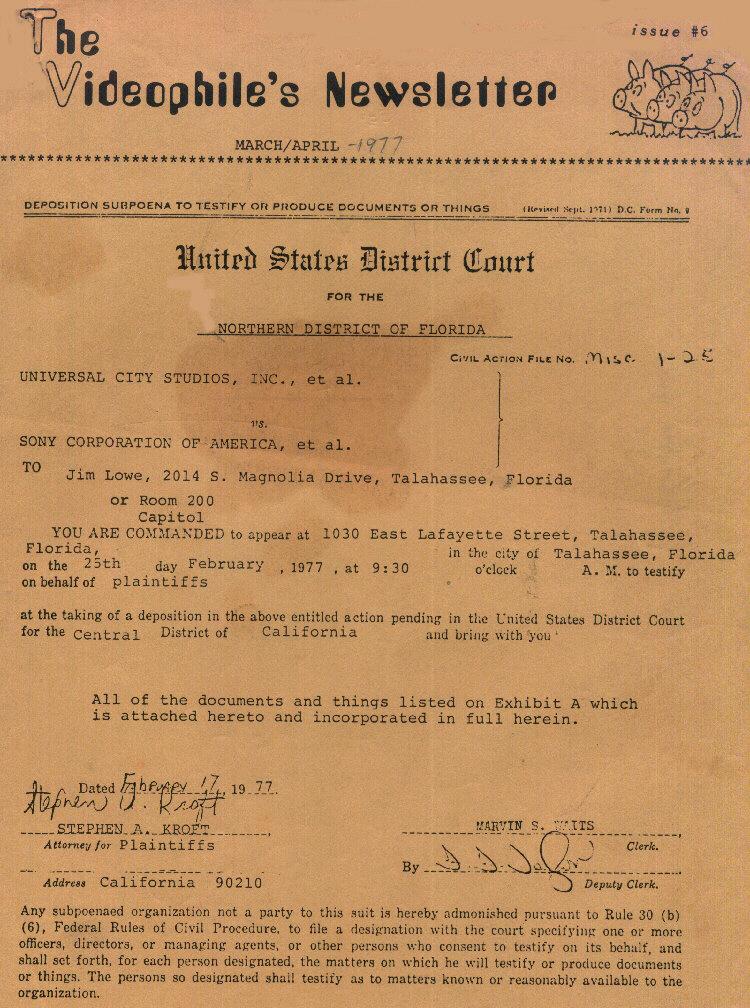 The
issue #6
Videophile's Newsletter
MARCH/APRIL -1977
DEPOSITION SUBPOENA TO TESTIFY OR PRODUCE DOCUMENTS OR THINGS (Revised Sept. 1971) D.C. Form No. 9
United States District Court
FOR THE
NORTHERN DISTRICT OF FLORIDA
CIVIL ACTION FILE NO. Misc 1-25
UNIVERSAL CITY STUDIOS, INC., et al.
vs.
SONY CORPORATION OF AMERICA, et al.
TO
Jim Lowe, 2014 S. Magnolia Drive, Talahassee, Florida
or Room 200
Capitol
YOU ARE COMMANDED to appear at 1030 East Lafayette Street, Talahassee,
Florida, in the city of Talahassee, Florida
on the 25th day February , 1977 , at 9:30 o'clock A. M. to testify
on behalf of plaintiffs
at the taking of a deposition in the above entitled action pending in the United States District Court
for the Central District of California and bring with you
All of the documents and things listed on Exhibit A which
is attached hereto and incorporated in full herein.
Dated February 17, 1977.
Stephen A. Kroft
STEPHEN A. KROFT,
MARVIN S. WAITS,
Attorney for Plaintiffs
Clerk.
By
Address California 90210
Deputy Clerk.
Any subpoenaed organization not a party to this suit is hereby admonished pursuant to Rule 30 (b)
(6), Federal Rules of Civil Procedure, to file a designation with the court specifying one or more
officers, directors, or managing agents, or other persons who consent to testify on its behalf, and
shall set forth, for each person designated, the matters on which he will testify or produce documents
or things. The persons so designated shall testify as to matters known or reasonably available to the
organization.